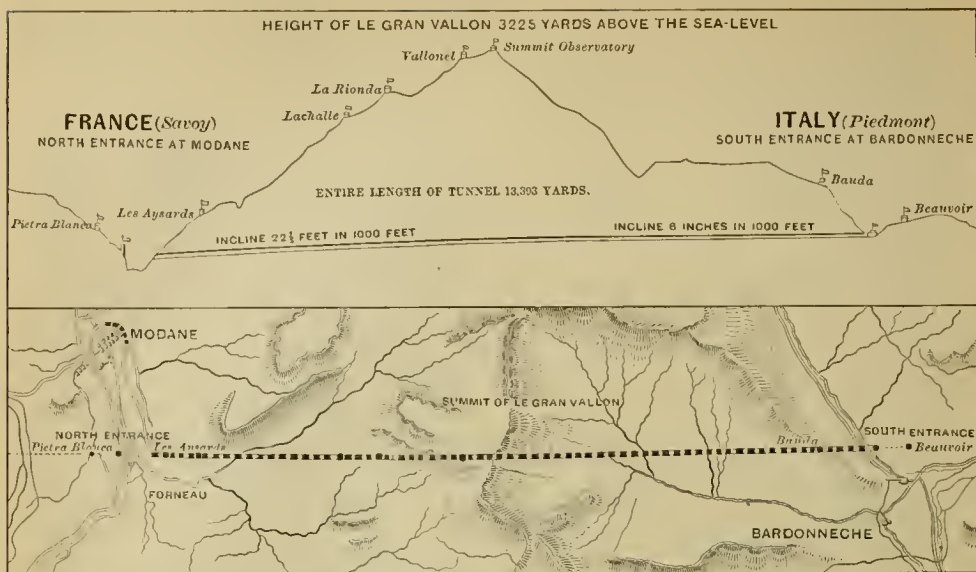 HEIGHT OF LE GRAN VALLON 3225 YARDS ABOVE THE SEA-LEVEL
Vallonel
Summit Observatory
La Rionda
Lachalle
FRANCE (Savoy)
NORTH ENTRANCE AT MODANE
ITALY (Piedmont)
SOUTH ENTRANCE AT BARDONNECHE
ENTIRE LENGTH OF TUNNEL 13,393 YARDS.
Bauda
Les Aysards
Pietra Blanca
Beauvoir
INCLINE 22½ FEET IN 1000 FEET
INCLINE 6 INCHES IN 1000 FEET
MODANE
SUMMIT OF LE GRAN VALLON
NORTH ENTRANCE
SOUTH ENTRANCE
Pietra Blanca
Les Aysards
Bauda
Beauvoir
FORNEAU
BARDONNECHE